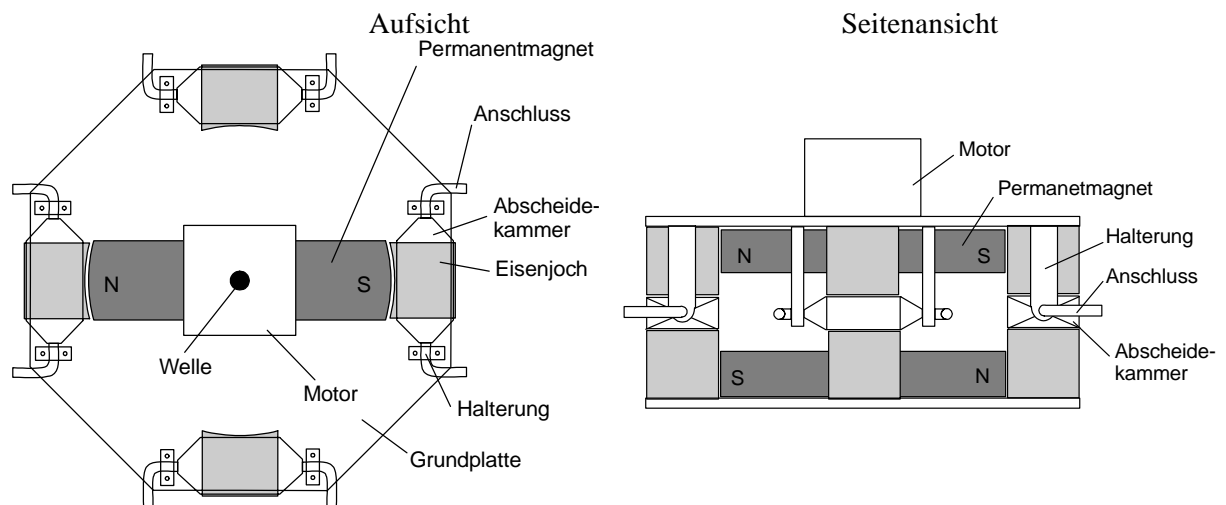 Aufsicht
Permanentmagnet
Anschluss
Abscheide-
kammer
Eisenjoch
N
S
Welle
Motor
Halterung
Grundplatte
Seitenansicht
Motor
Permanetmagnet
N
S
Halterung
Anschluss
S
N
Abscheide-
kammer